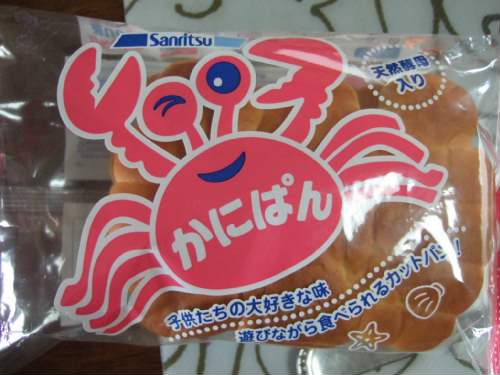 Sanritsu
天然酵母
入り
かにぱん
子供たちの大好きな味
遊びながら食べられるカットパン!